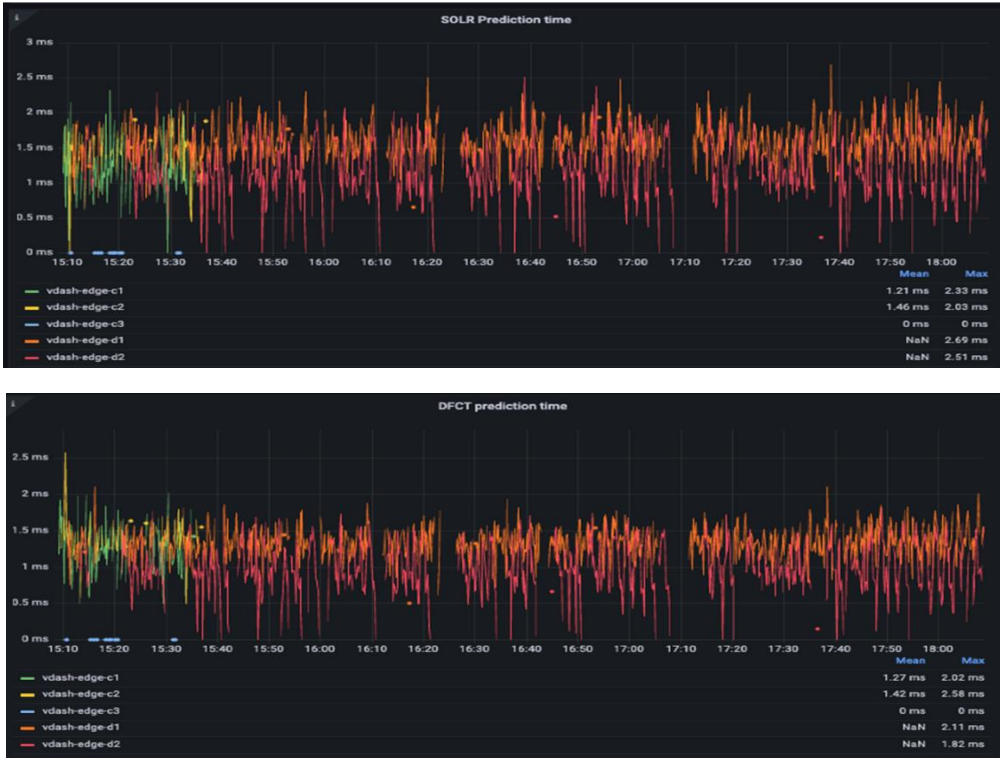 SOLR Prediction time
3 ms
2.5 ms
2 ms
1.5 ms
1 ms
0.5 ms
0 ms
15:10 15:20 15:30 15:40 15:50 16:00 16:10 16:20 16:30 16:40 16:50 17:00 17:10 17:20 17:30 17:40 17:50 18:00
Mean Max
vdash-edge-c1 1.21 ms 2.33 ms
vdash-edge-c2 1.46 ms 2.03 ms
vdash-edge-c3 0 ms 0 ms
vdash-edge-d1 NaN 2.69 ms
vdash-edge-d2 NaN 2.51 ms
DFCT prediction time
2.5 ms
2 ms
1.5 ms
1 ms
0.5 ms
0 ms
15:10 15:20 15:30 15:40 15:50 16:00 16:10 16:20 16:30 16:40 16:50 17:00 17:10 17:20 17:30 17:40 17:50 18:00
Mean Max
vdash-edge-c1 1.27 ms 2.02 ms
vdash-edge-c2 1.42 ms 2.58 ms
vdash-edge-c3 0 ms 0 ms
vdash-edge-d1 NaN 2.11 ms
vdash-edge-d2 NaN 1.82 ms